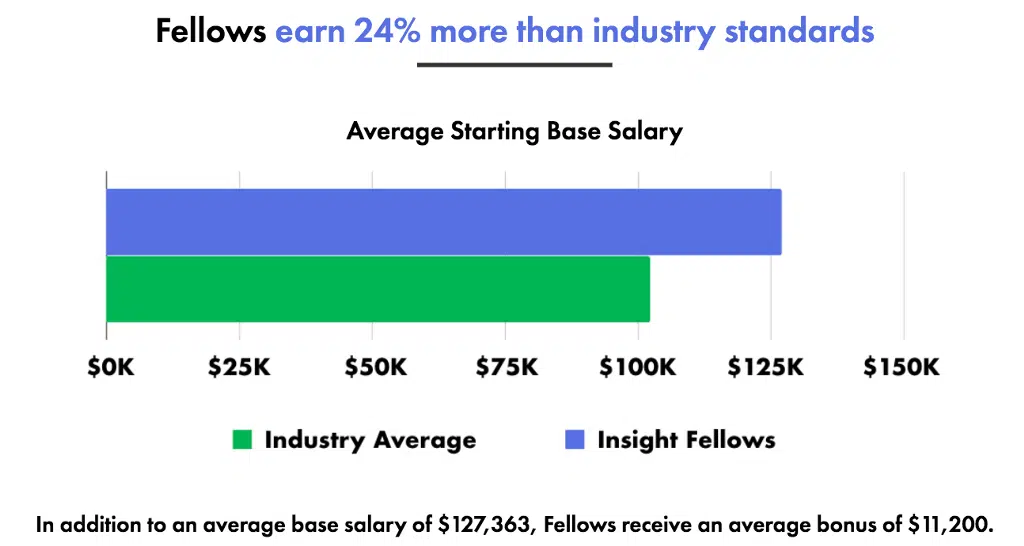 Fellows earn 24% more than industry standards
Average Starting Base Salary
$0K $25K $50K $75K $100K $125K $150K
Industry Average Insight Fellows
In addition to an average base salary of $127,363, Fellows receive an average bonus of $11,200.